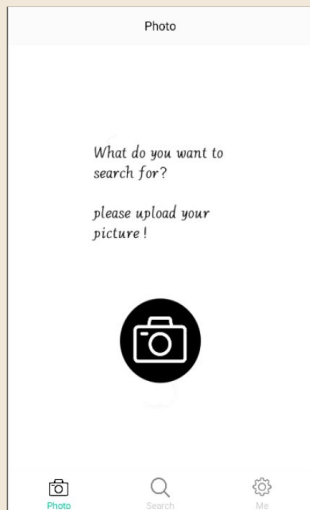 Photo
What do you want to
search for?
please upload your
picture !
Photo
Search
Me